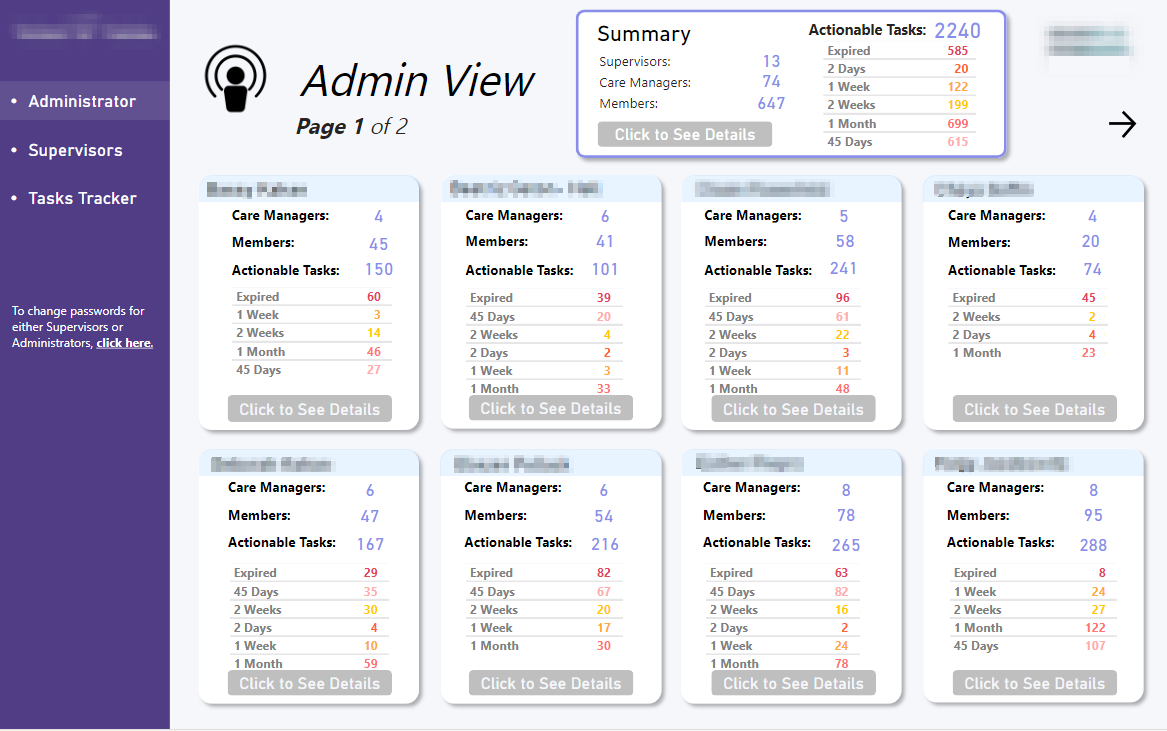 Administrator
Supervisors
Tasks Tracker
To change passwords for
either Supervisors or
Administrators, click here.
Admin View
Page 1 of 2
Summary
Supervisors: 13
Care Managers: 74
Members: 647
Click to See Details
Actionable Tasks: 2240
Expired 585
2 Days 20
1 Week 122
2 Weeks 199
1 Month 699
45 Days 615
Care Managers: 4
Members: 45
Actionable Tasks: 150
Expired 60
1 Week 3
2 Weeks 14
1 Month 46
45 Days 27
Click to See Details
Care Managers: 6
Members: 41
Actionable Tasks: 101
Expired 39
45 Days 20
2 Weeks 4
2 Days 2
1 Week 3
1 Month 33
Click to See Details
Care Managers: 5
Members: 58
Actionable Tasks: 241
Expired 96
45 Days 61
2 Weeks 22
2 Days 3
1 Week 11
1 Month 48
Click to See Details
Care Managers: 4
Members: 20
Actionable Tasks: 74
Expired 45
2 Weeks 2
2 Days 4
1 Month 23
Click to See Details
Care Managers: 6
Members: 47
Actionable Tasks: 167
Expired 29
45 Days 35
2 Weeks 30
2 Days 4
1 Week 10
1 Month 59
Click to See Details
Care Managers: 6
Members: 54
Actionable Tasks: 216
Expired 82
45 Days 67
2 Weeks 20
1 Week 17
1 Month 30
Click to See Details
Care Managers: 8
Members: 78
Actionable Tasks: 265
Expired 63
45 Days 82
2 Weeks 16
2 Days 2
1 Week 24
1 Month 78
Click to See Details
Care Managers: 8
Members: 95
Actionable Tasks: 288
Expired 8
1 Week 24
2 Weeks 27
1 Month 122
45 Days 107
Click to See Details